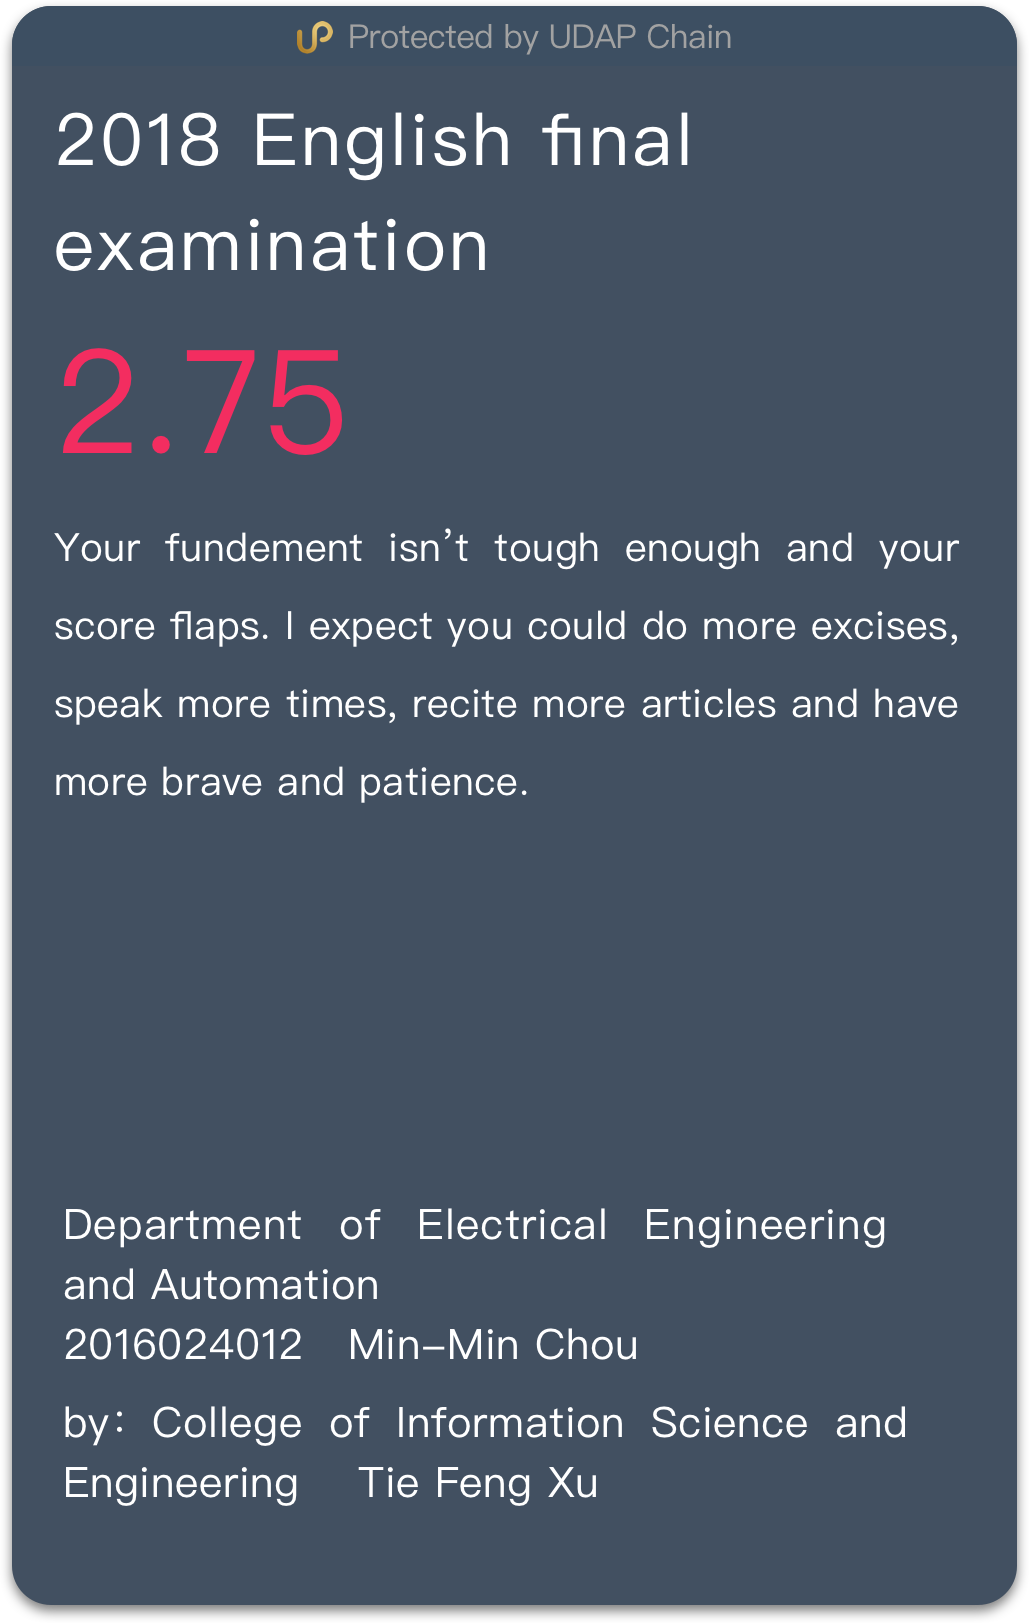 Protected by UDAP Chain
2018 English final
examination
2.75
Your fundement isn’t tough enough and your
score flaps. I expect you could do more excises,
speak more times, recite more articles and have
more brave and patience.
Department of Electrical Engineering
and Automation
2016024012 Min–Min Chou
by: College of Information Science and
Engineering Tie Feng Xu